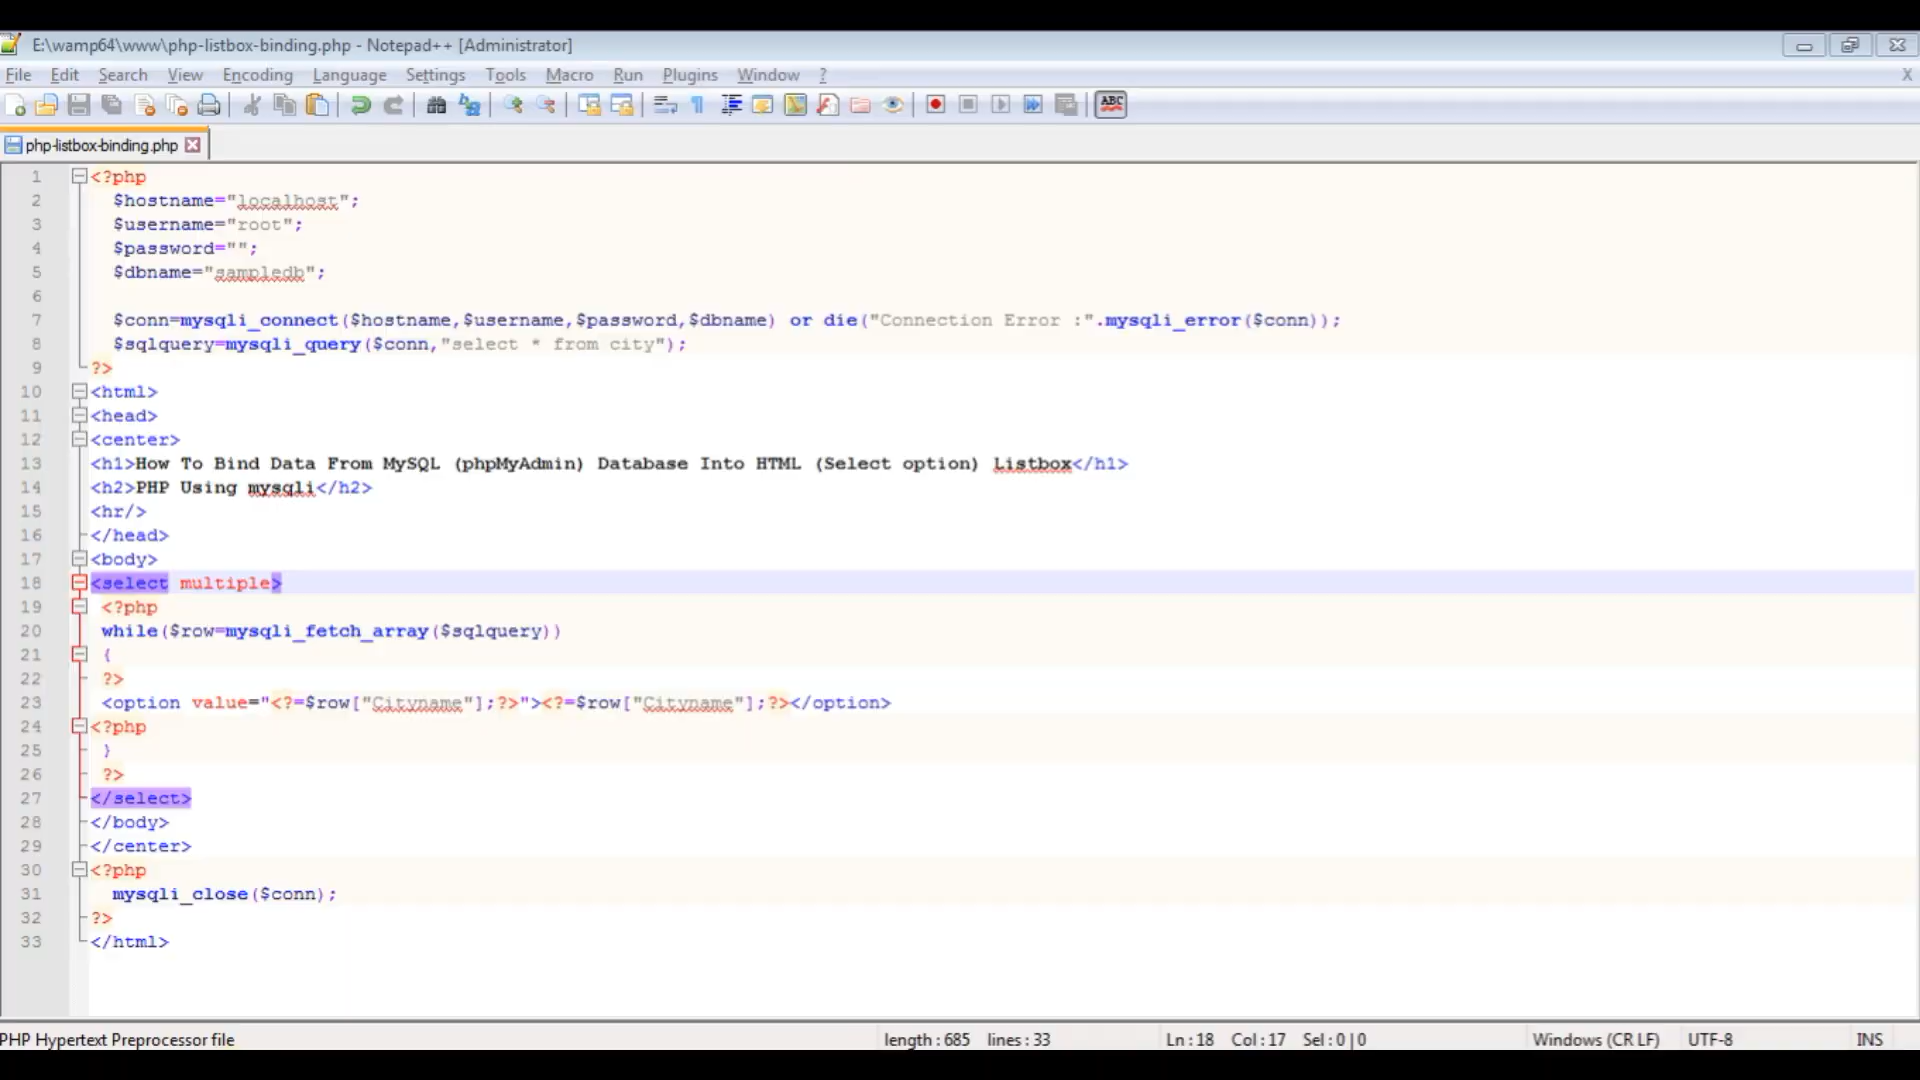 E:\wamp64\www\php-listbox-binding.php - Notepad++ [Administrator]
File Edit Search View Encoding Language Settings Tools Macro Run Plugins Window ? X
ABC
php-listbox-binding.php
1 <?php
2 $hostname="localhost";
3 $username="root";
4 $password="";
5 $dbname="sampledb";
6
7 $conn=mysqli_connect($hostname,$username,$password,$dbname) or die("Connection Error :".mysqli_error($conn));
8 $sqlquery=mysqli_query($conn,"select * from city");
9 ?>
10 <html>
11 <head>
12 <center>
13 <h1>How To Bind Data From MySQL (phpMyAdmin) Database Into HTML (Select option) Listbox</h1>
14 <h2>PHP Using mysqli</h2>
15 <hr/>
16 </head>
17 <body>
18 <select multiple>
19 <?php
20 while($row=mysqli_fetch_array($sqlquery))
21 {
22 ?>
23 <option value="<?=$row["Cityname"];?>"><?=$row["Cityname"];?></option>
24 <?php
25 }
26 ?>
27 </select>
28 </body>
29 </center>
30 <?php
31 mysqli_close($conn);
32 ?>
33 </html>
PHP Hypertext Preprocessor file length : 685 lines : 33 Ln : 18 Col : 17 Sel : 0 | 0 Windows (CR LF) UTF-8 INS